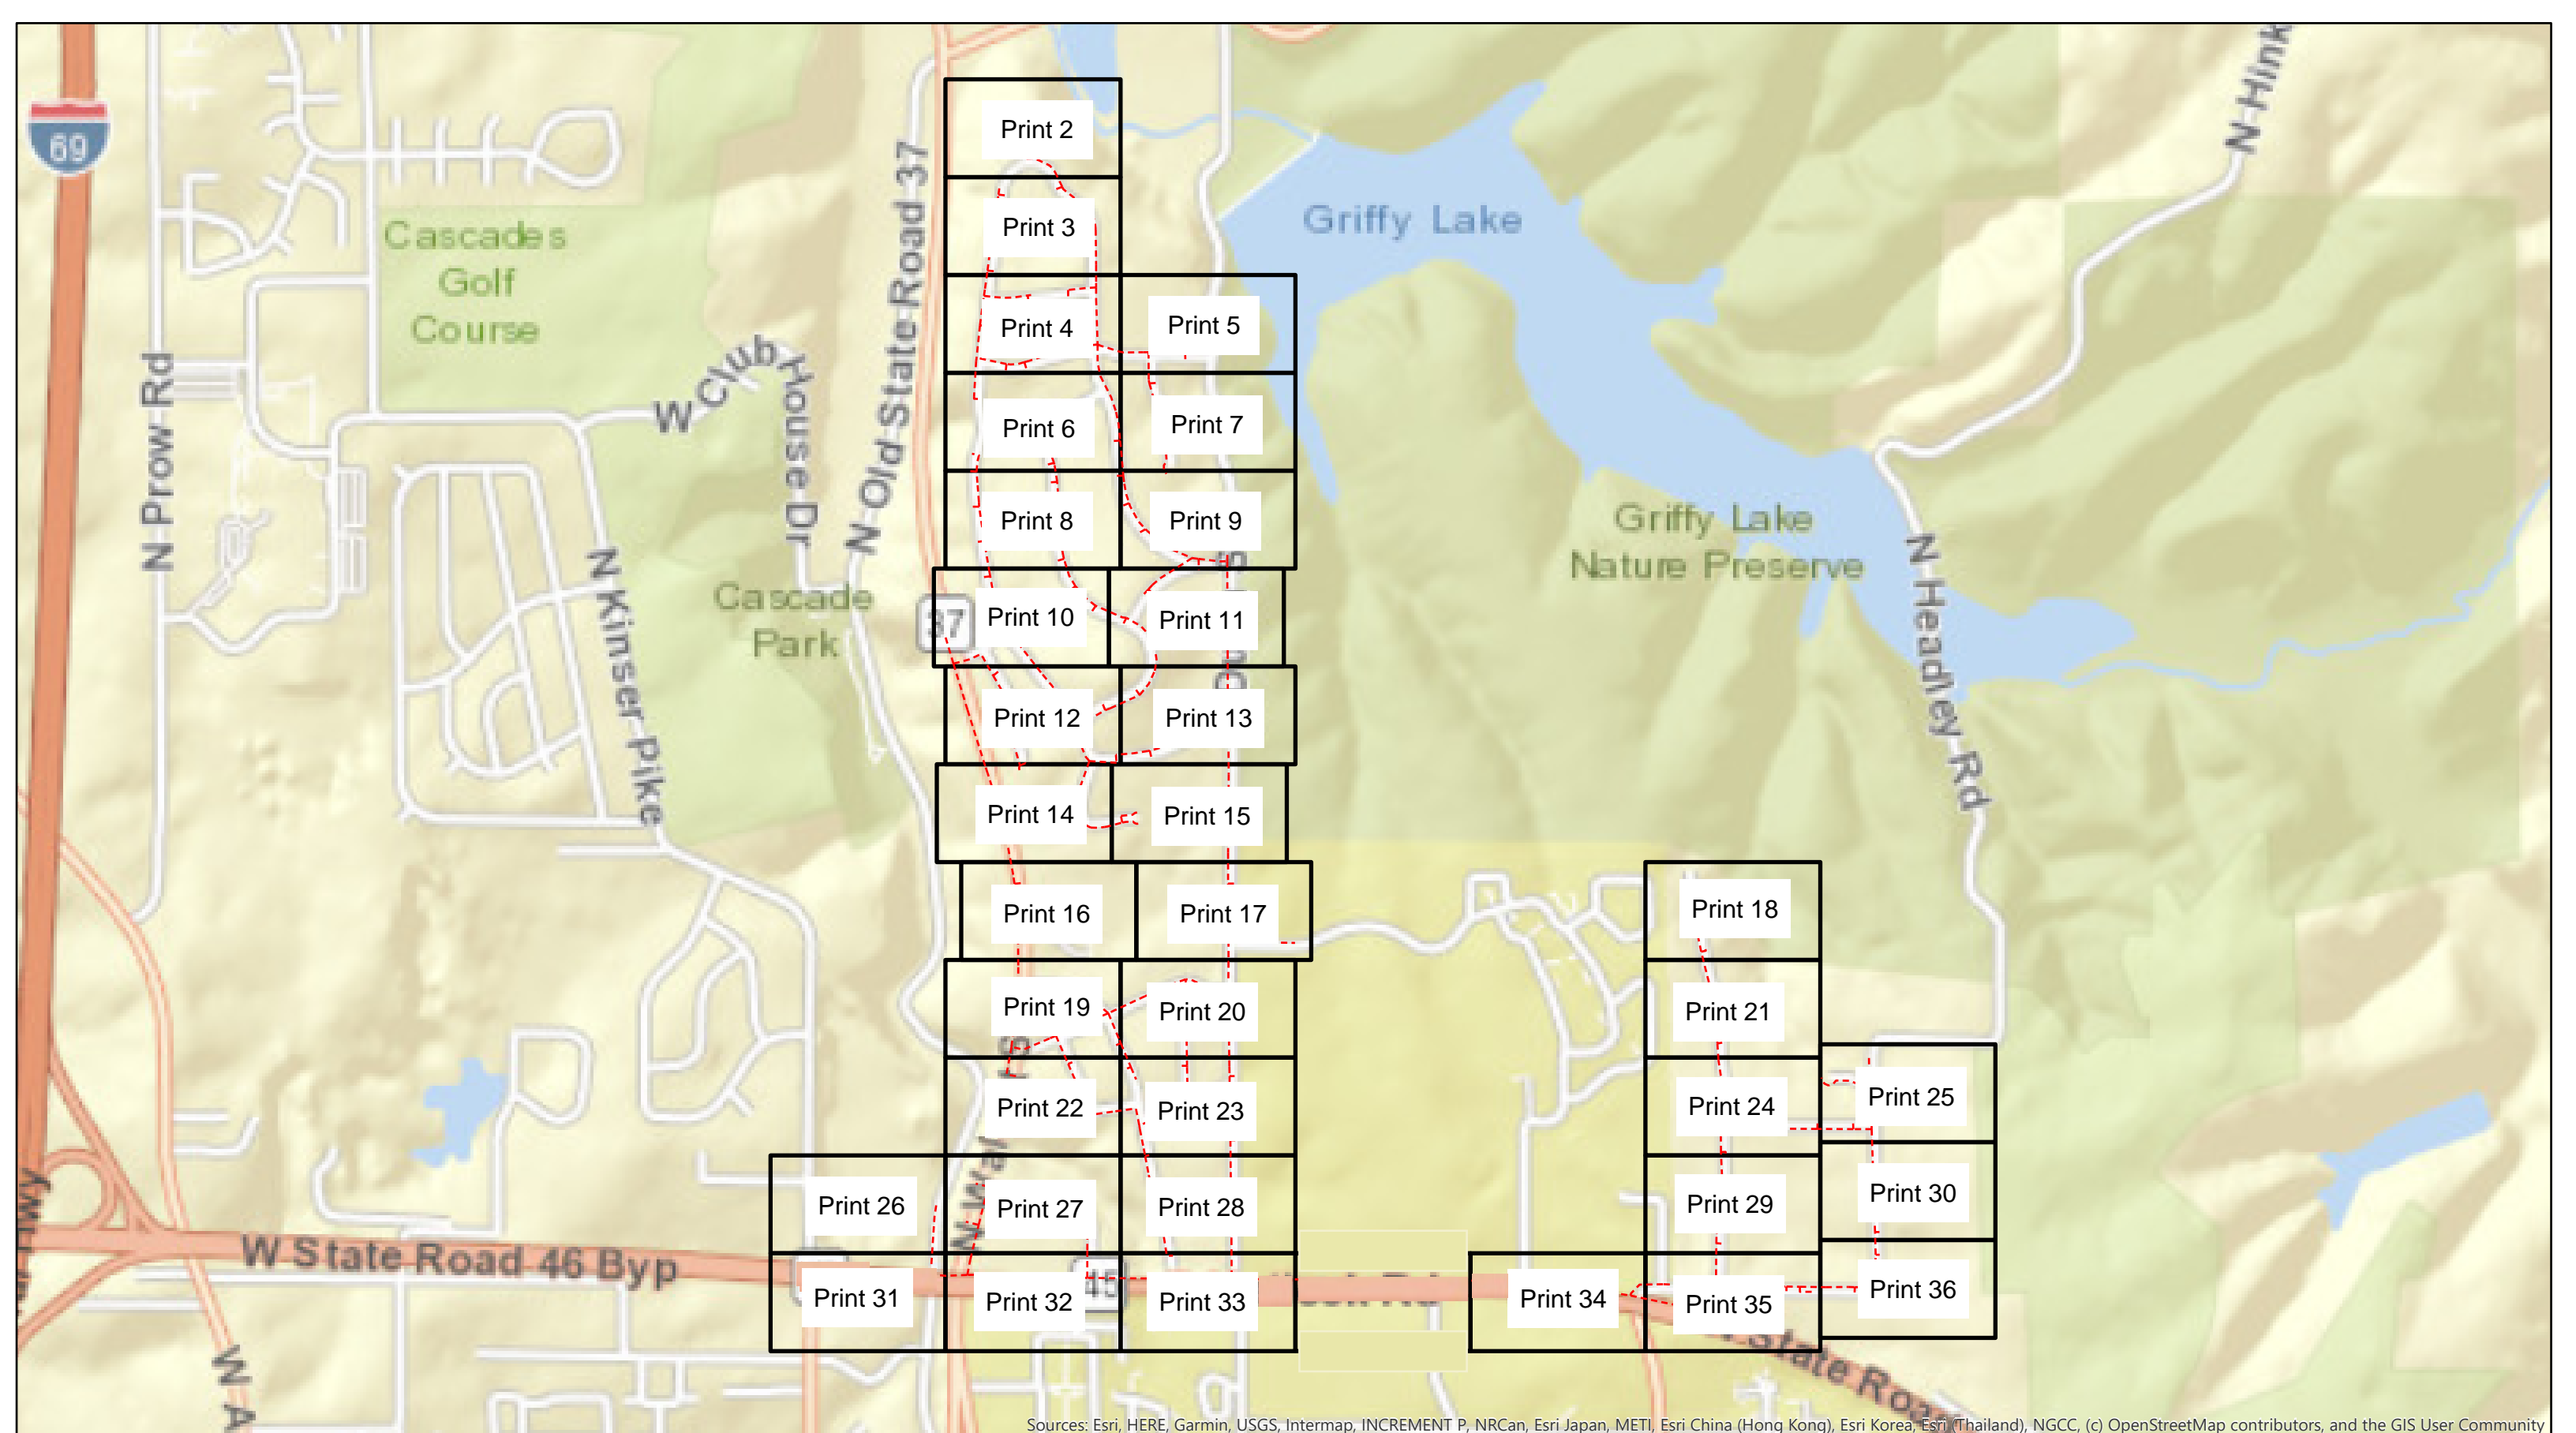 N Hink
69
Print 2
N Old State Road 37
Griffy Lake
Cascades
Golf
Course
Print 3
Print 4
Print 5
W Club House Dr
N Prow Rd
Print 6
Print 7
Print 8
Print 9
Griffy Lake
Nature Preserve
N Kinser Pike
N Headley Rd
Cascade
Park
37
Print 10
Print 11
Print 12
Print 13
Print 14
Print 15
Print 16
Print 17
Print 18
Print 19
Print 20
Print 21
Print 22
Print 23
Print 24
Print 25
Print 26
Print 27
Print 28
Print 29
Print 30
W State Road 46 Byp
45
Print 31
Print 32
Print 33
Print 34
Print 35
Print 36
State Roa
W A
Sources: Esri, HERE, Garmin, USGS, Intermap, INCREMENT P, NRCan, Esri Japan, METI, Esri China (Hong Kong), Esri Korea, Esri (Thailand), NGCC, (c) OpenStreetMap contributors, and the GIS User Community